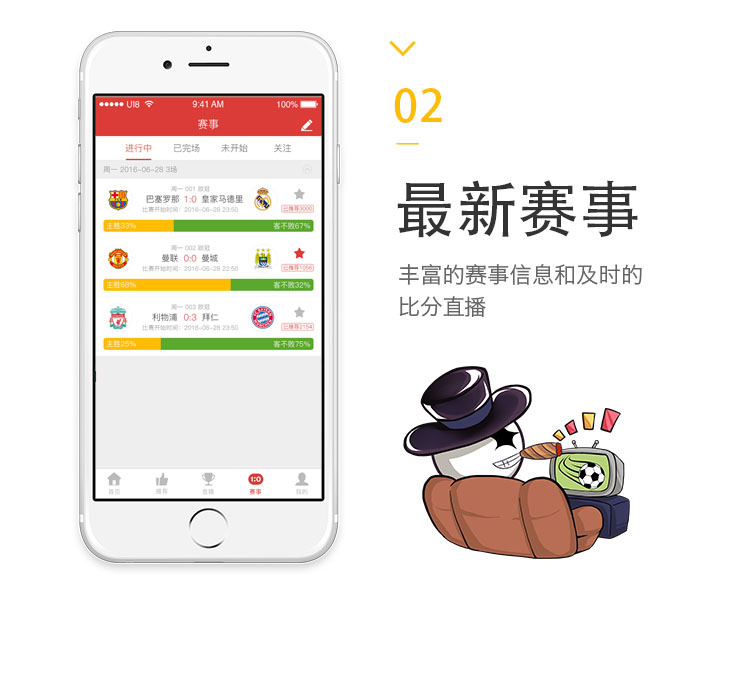 UI8 9:41 AM 100%
赛事
进行中 已完场 未开始 关注
周一 2016-06-28 3场
周一 001 欧冠
巴塞罗那 1:0 皇家马德里
比赛开始时间: 2016-06-28 23:50
已推荐3000
主胜33% 客不败67%
周一 002 欧冠
曼联 0:0 曼城
比赛开始时间: 2016-06-28 23:50
已推荐1056
主胜68% 客不败32%
周一 003 欧冠
利物浦 0:3 拜仁
比赛开始时间: 2016-06-28 23:50
已推荐2154
主胜25% 客不败75%
1:0
首页 推荐 竞猜 赛事 我的
02
最新赛事
丰富的赛事信息和及时的
比分直播